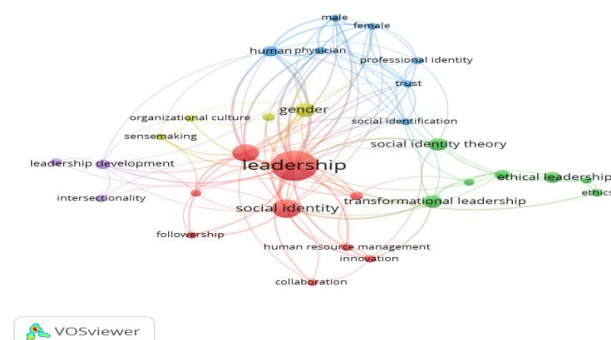 male
female
human
physician
professional identity
trust
gender
organizational culture
social identification
sensemaking
social identity theory
leadership
leadership development
ethical leadership
intersectionality
ethics
transformational leadership
social identity
followership
human resource management
innovation
collaboration
VOSviewer